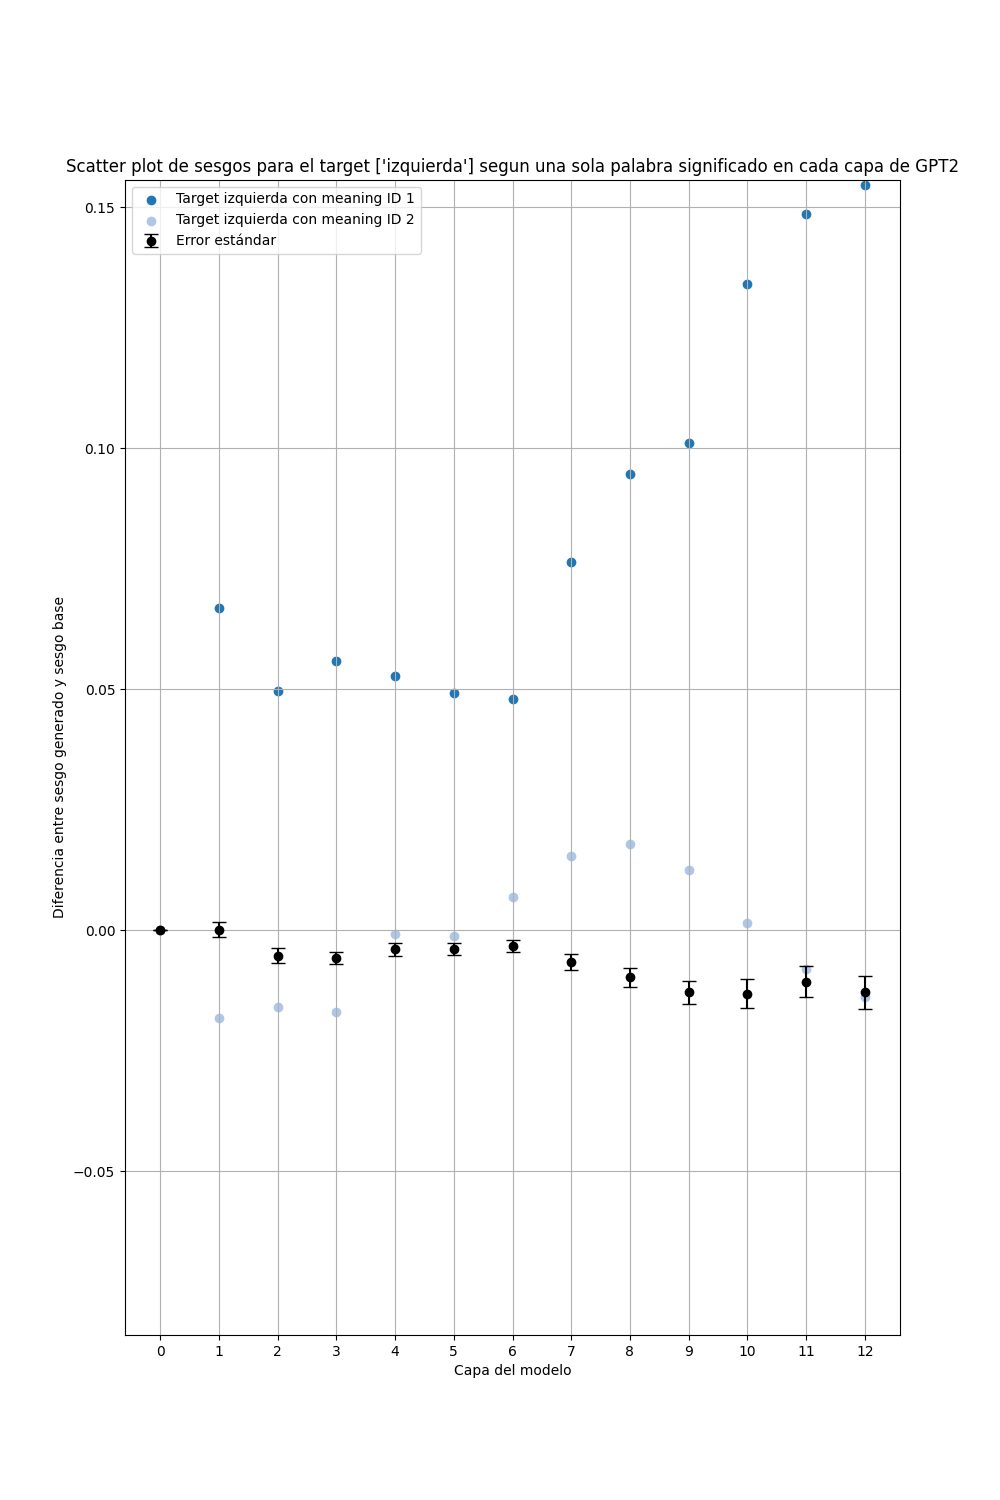 Scatter plot de sesgos para el target ['izquierda'] segun una sola palabra significado en cada capa de GPT2
Target izquierda con meaning ID 1
Target izquierda con meaning ID 2
Error estándar
0.15
0.10
0.05
0.00
−0.05
Diferencia entre sesgo generado y sesgo base
0 1 2 3 4 5 6 7 8 9 10 11 12
Capa del modelo